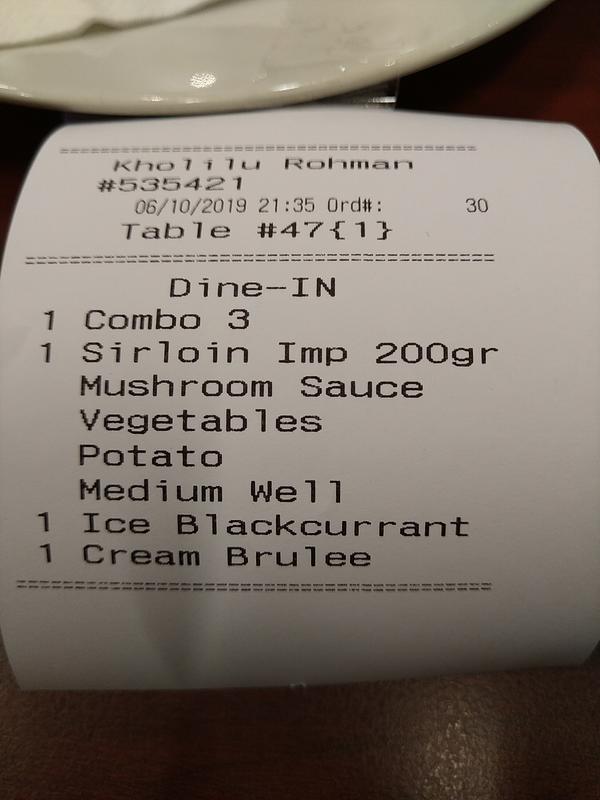 ==================================================
Kholilu Rohman
#535421
06/10/2019 21:35 Ord#: 30
Table #47{1}
==================================================
Dine-IN
1 Combo 3
1 Sirloin Imp 200gr
Mushroom Sauce
Vegetables
Potato
Medium Well
1 Ice Blackcurrant
1 Cream Brulee
==================================================